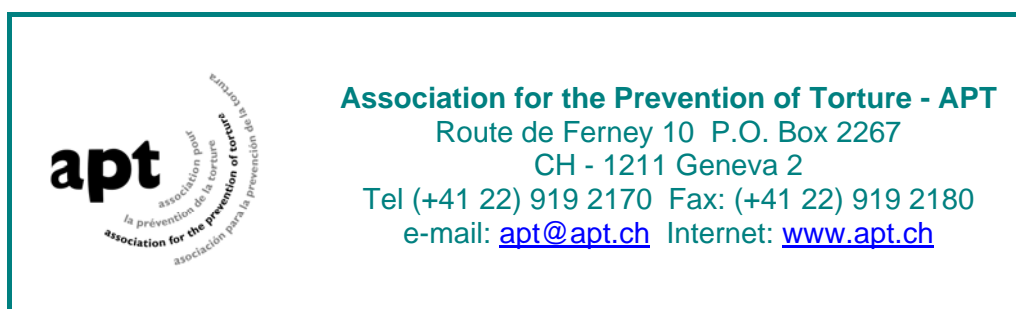 apt
association pour
la prévention de la torture
association for the prevention of torture
asociación para la prevención de la tortura
Association for the Prevention of Torture - APT
Route de Ferney 10 P.O. Box 2267
CH - 1211 Geneva 2
Tel (+41 22) 919 2170 Fax: (+41 22) 919 2180
e-mail: apt@apt.ch Internet: www.apt.ch